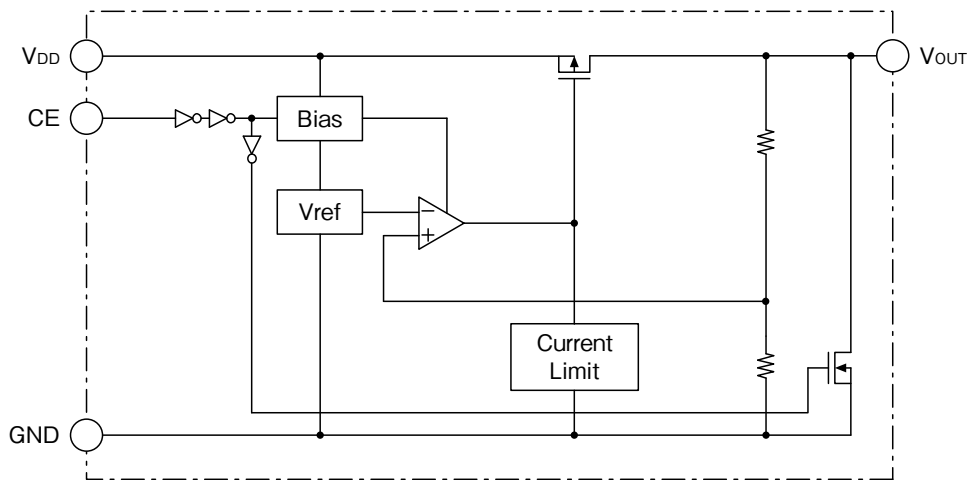 VDD
VOUT
CE
Bias
Vref
−
+
Current
Limit
GND